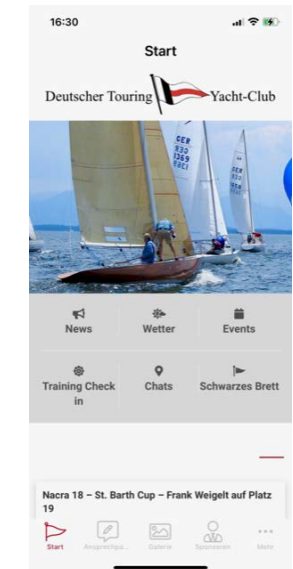 16:30
Start
Deutscher Touring Yacht-Club
GER
News
Wetter
Events
Training Check
in
Chats
Schwarzes Brett
Nacra 18 – St. Barth Cup – Frank Weigelt auf Platz
19
Start
Galerie
Sponsoren
Mehr